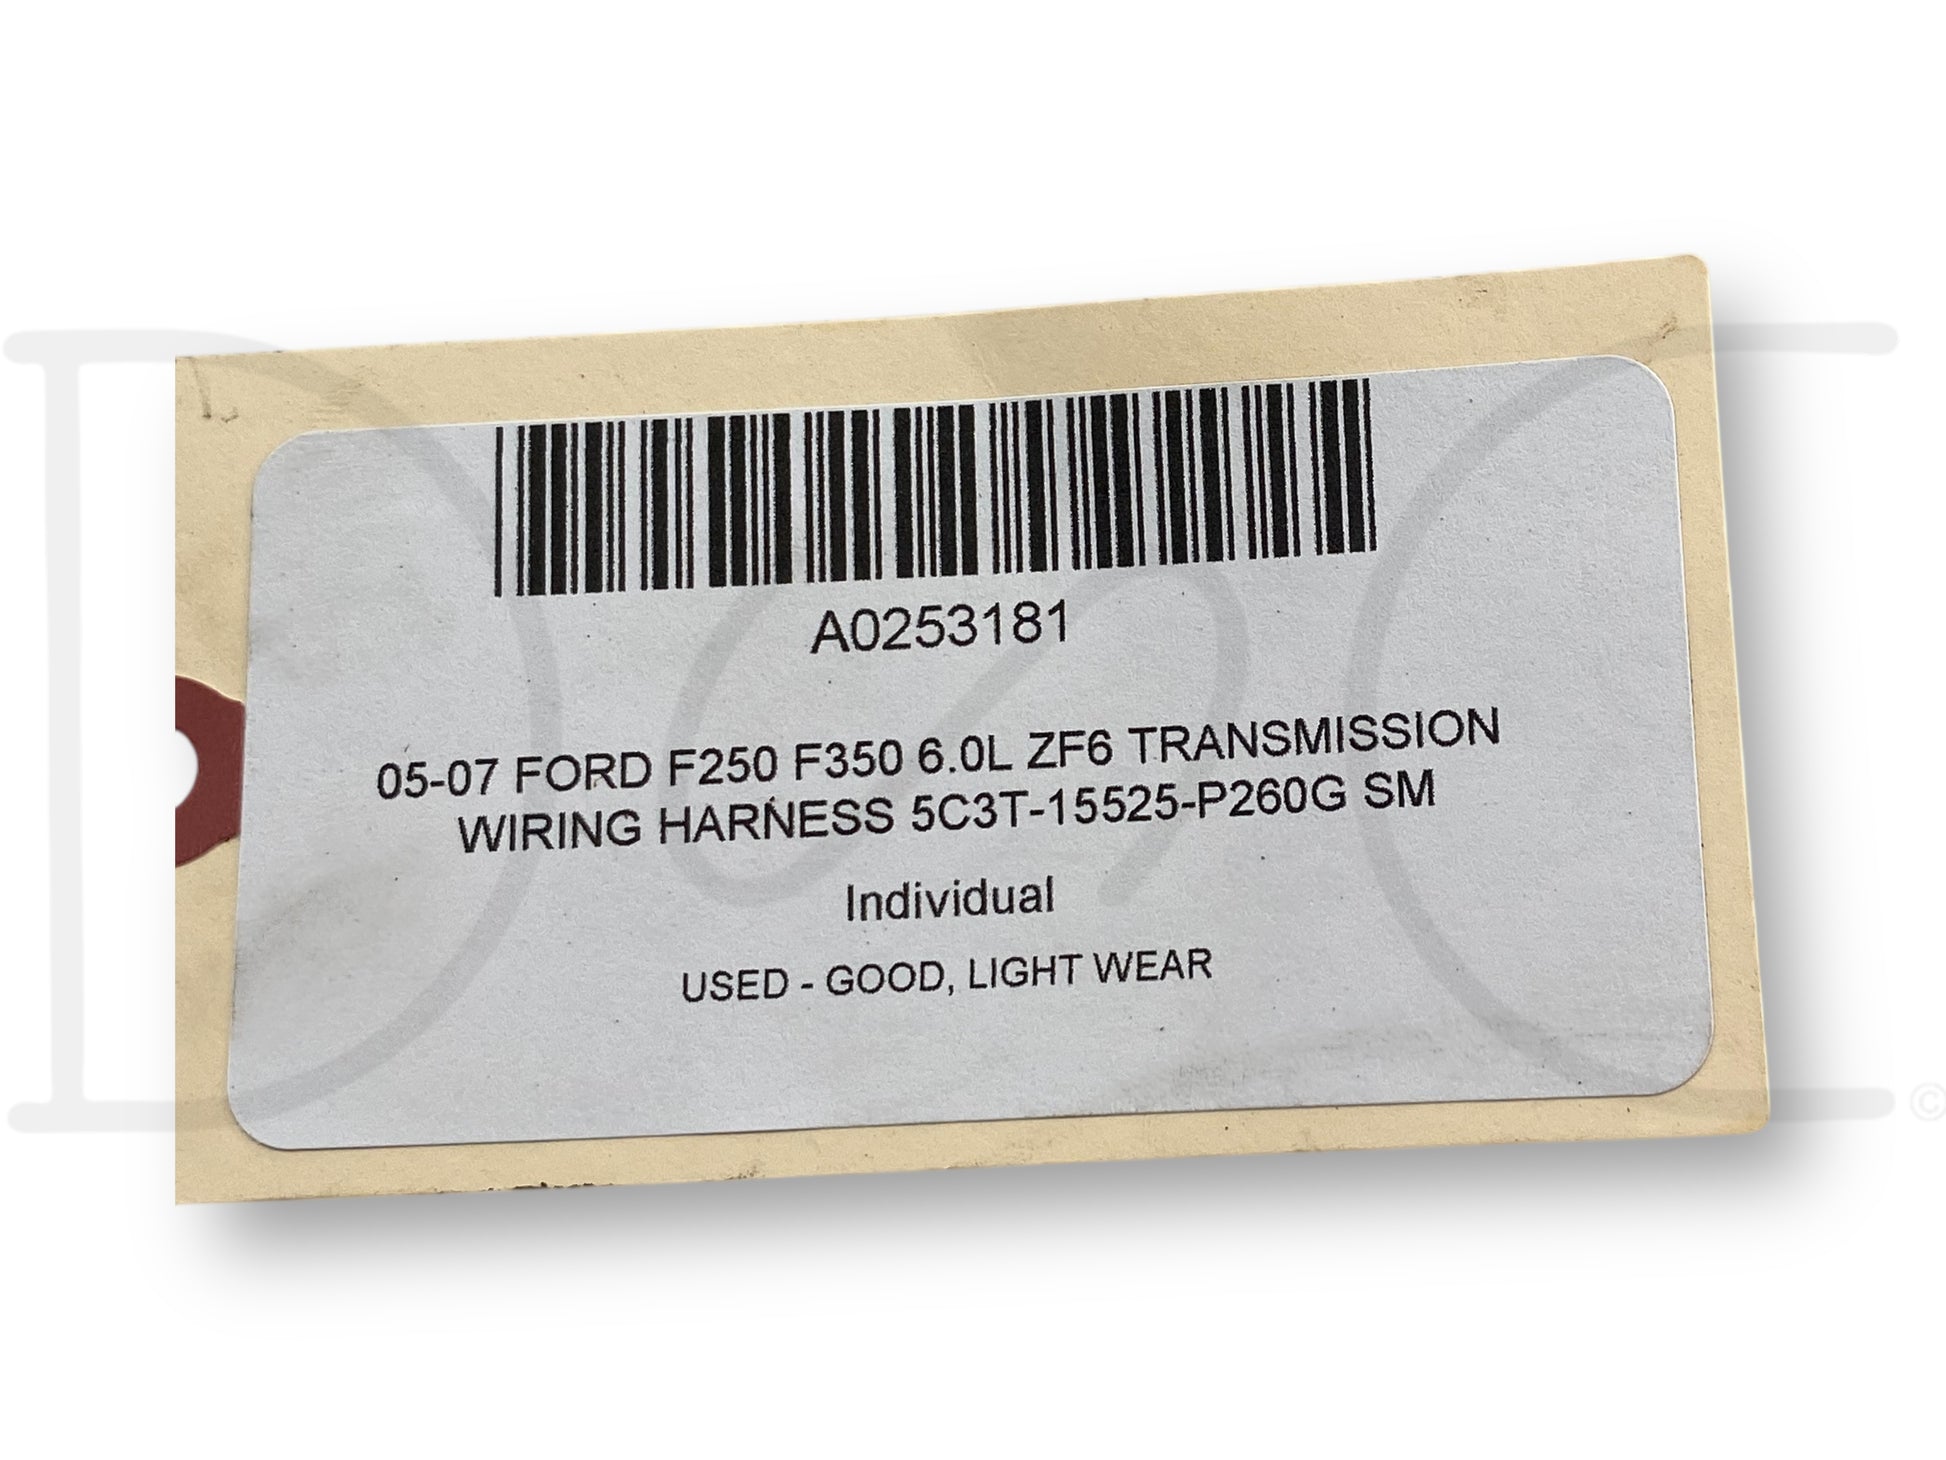 A0253181
05-07 FORD F250 F350 6.0L ZF6 TRANSMISSION
WIRING HARNESS 5C3T-15525-P260G SM
Individual
USED - GOOD, LIGHT WEAR
©